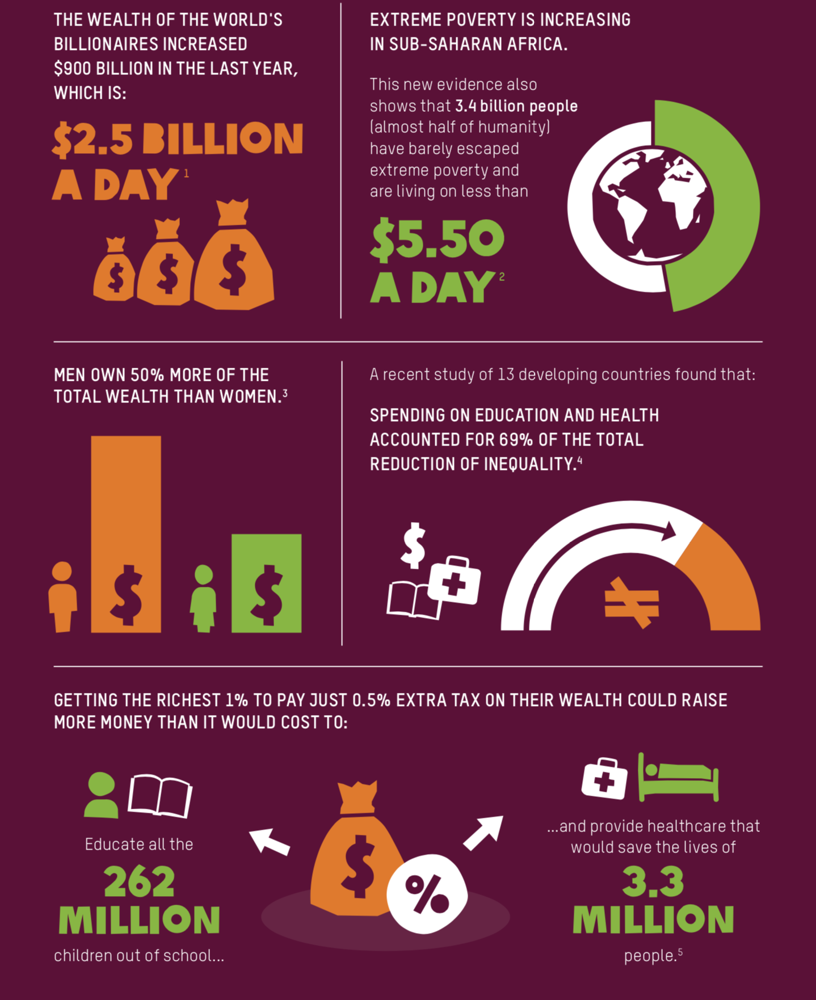 THE WEALTH OF THE WORLD'S
BILLIONAIRES INCREASED
$900 BILLION IN THE LAST YEAR,
WHICH IS:
$2.5 BILLION
A DAY 1
$
$
$
EXTREME POVERTY IS INCREASING
IN SUB-SAHARAN AFRICA.
This new evidence also
shows that 3.4 billion people
(almost half of humanity)
have barely escaped
extreme poverty and
are living on less than
$5.50
A DAY 2
MEN OWN 50% MORE OF THE
TOTAL WEALTH THAN WOMEN.3
$
$
A recent study of 13 developing countries found that:
SPENDING ON EDUCATION AND HEALTH
ACCOUNTED FOR 69% OF THE TOTAL
REDUCTION OF INEQUALITY.4
$
≠
GETTING THE RICHEST 1% TO PAY JUST 0.5% EXTRA TAX ON THEIR WEALTH COULD RAISE
MORE MONEY THAN IT WOULD COST TO:
Educate all the
262
MILLION
children out of school...
$
%
...and provide healthcare that
would save the lives of
3.3
MILLION
people.5